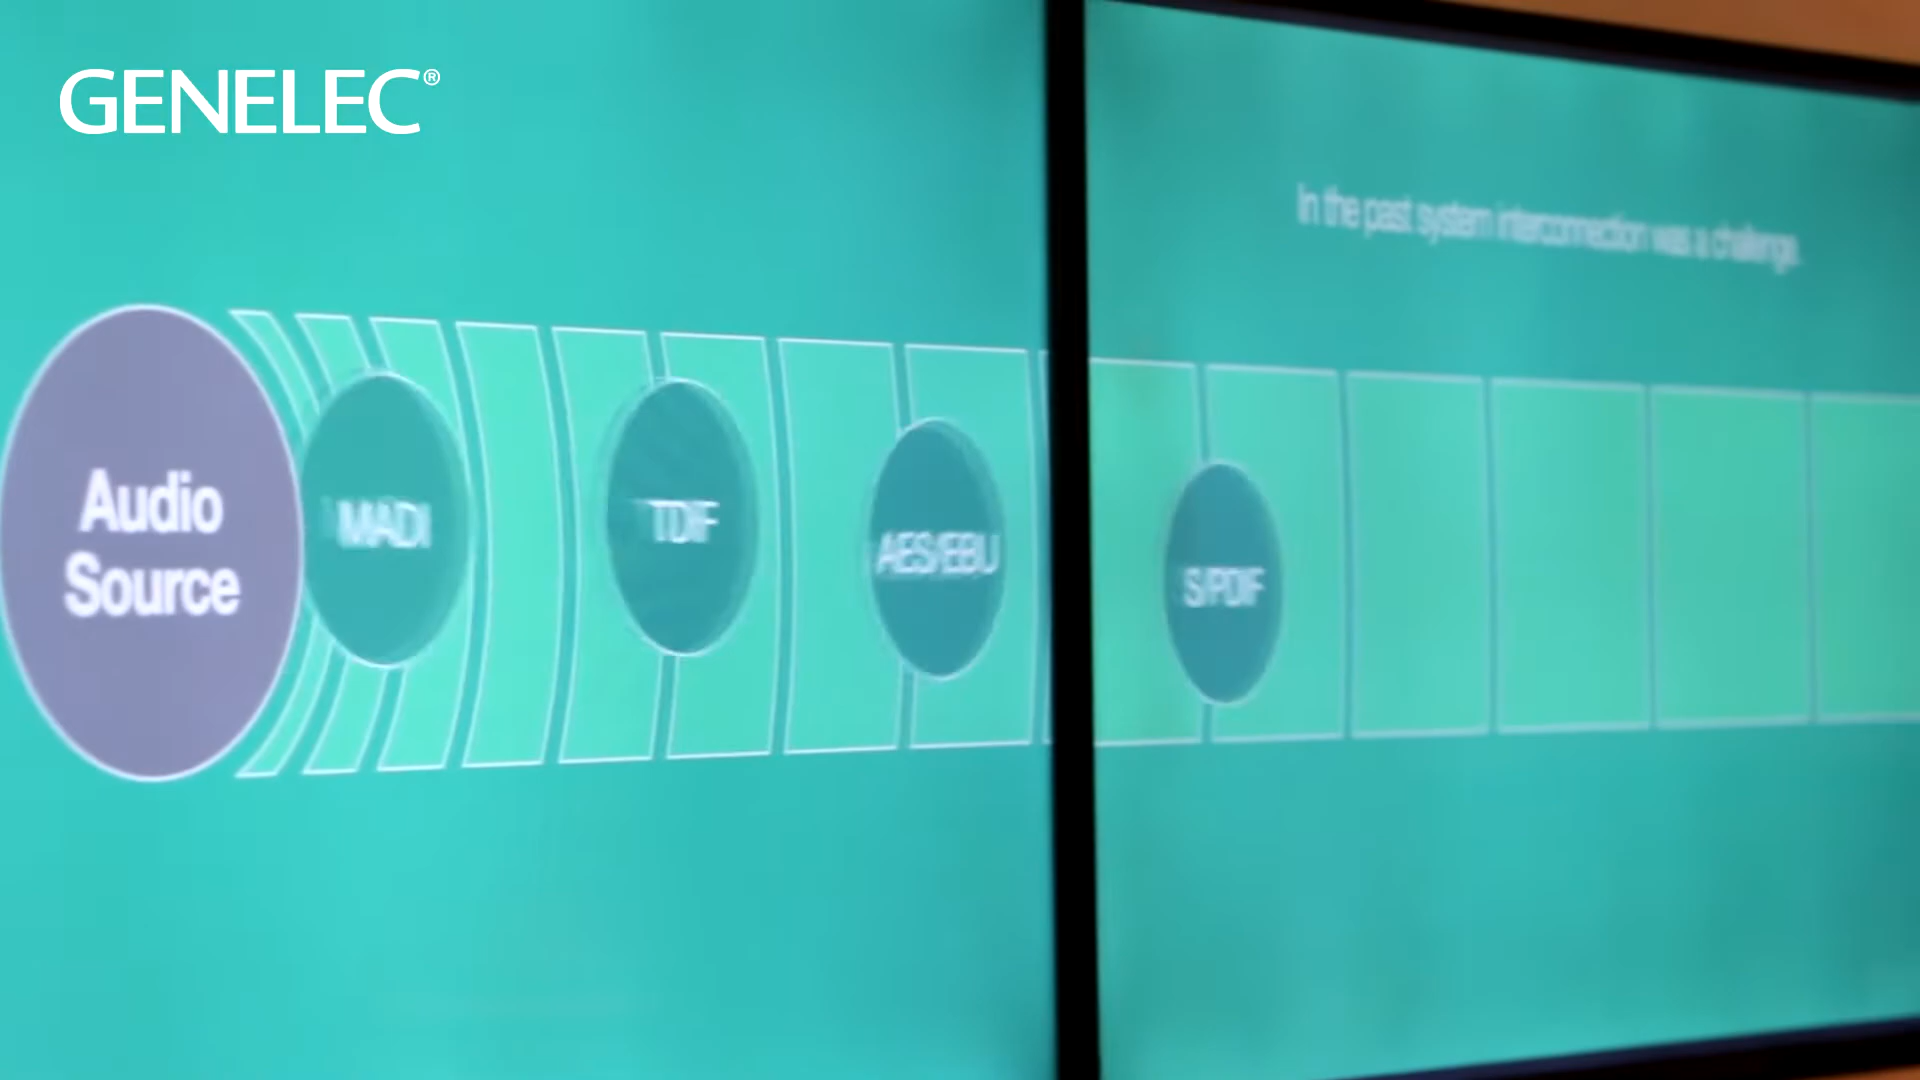 GENELEC®
In the past system interconnection was a challenge.
Audio
Source
MADI
TDIF
AES/EBU
S/PDIF